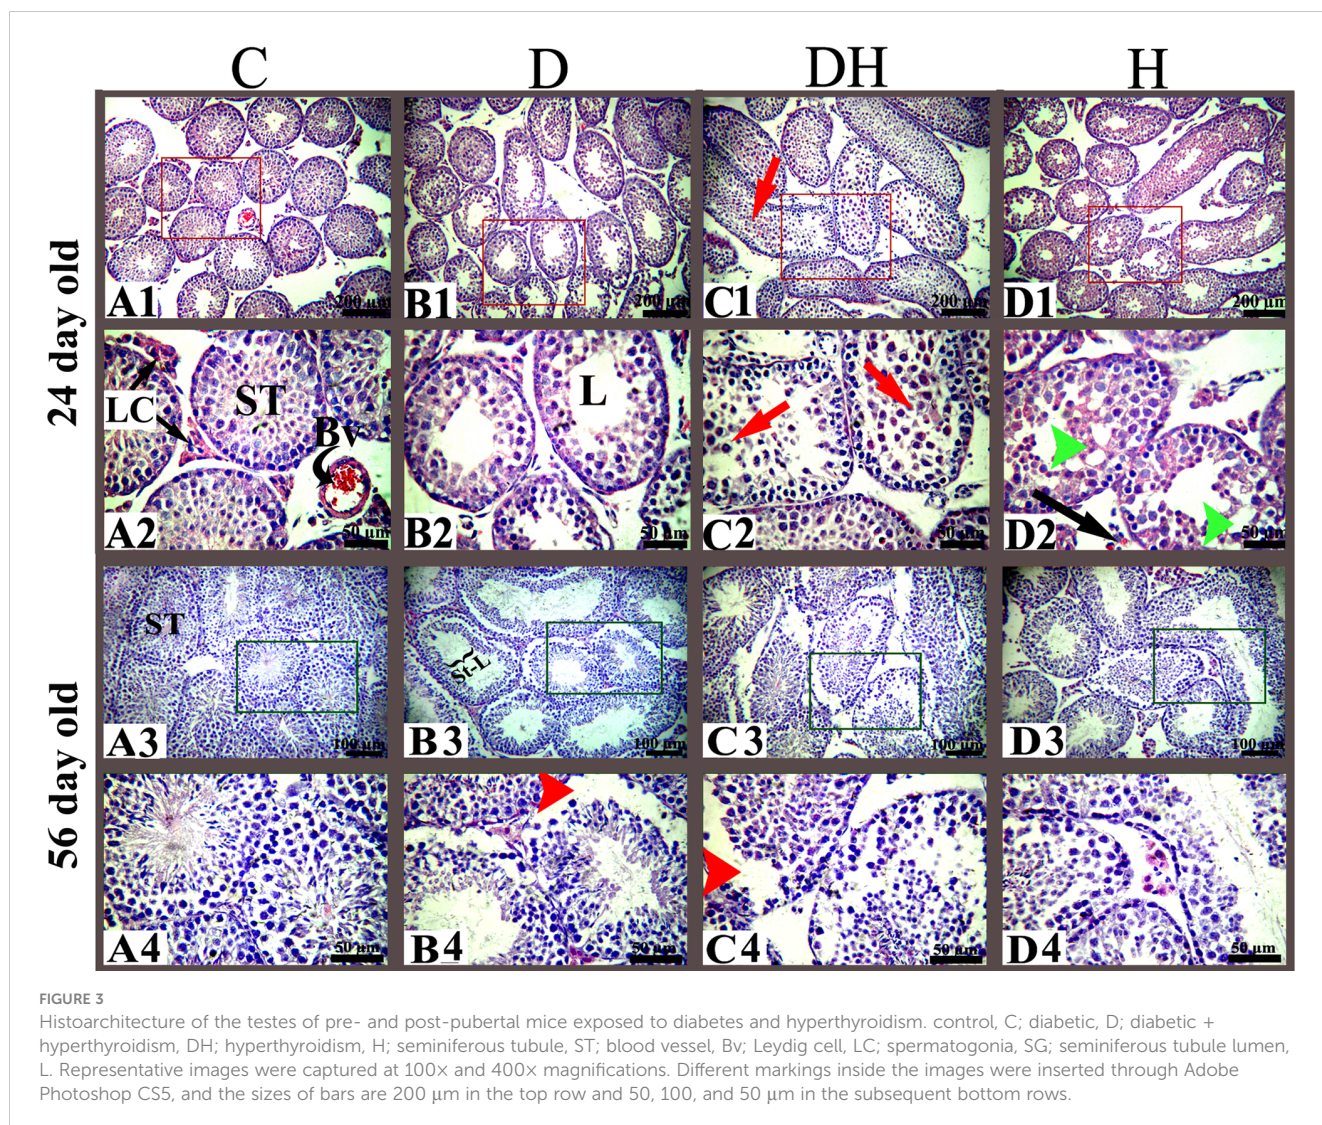 C D DH H
24 day old
A1 200 µm B1 200 µm C1 200 µm D1 200 µm
LC ST Bv L
A2 50 µm B2 50 µm C2 50 µm D2 50 µm
56 day old
ST St-L
A3 100 µm B3 100 µm C3 100 µm D3 100 µm
A4 50 µm B4 50 µm C4 50 µm D4 50 µm
FIGURE 3
Histoarchitecture of the testes of pre- and post-pubertal mice exposed to diabetes and hyperthyroidism. control, C; diabetic, D; diabetic +
hyperthyroidism, DH; hyperthyroidism, H; seminiferous tubule, ST; blood vessel, Bv; Leydig cell, LC; spermatogonia, SG; seminiferous tubule lumen,
L. Representative images were captured at 100× and 400× magnifications. Different markings inside the images were inserted through Adobe
Photoshop CS5, and the sizes of bars are 200 µm in the top row and 50, 100, and 50 µm in the subsequent bottom rows.